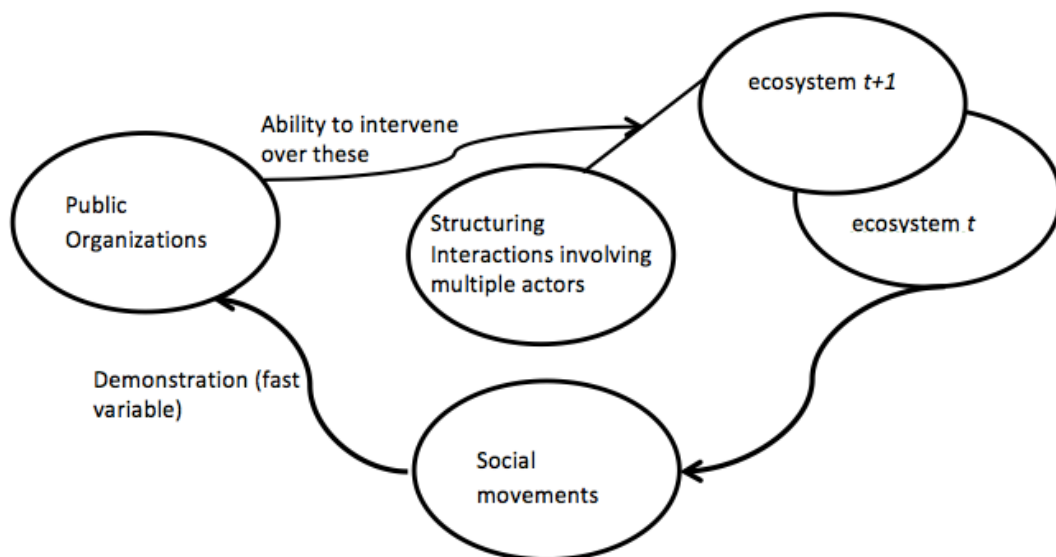 ecosystem t+1
Ability to intervene
over these
Public
Organizations
Structuring
Interactions involving
multiple actors
ecosystem t
Demonstration (fast
variable)
Social
movements